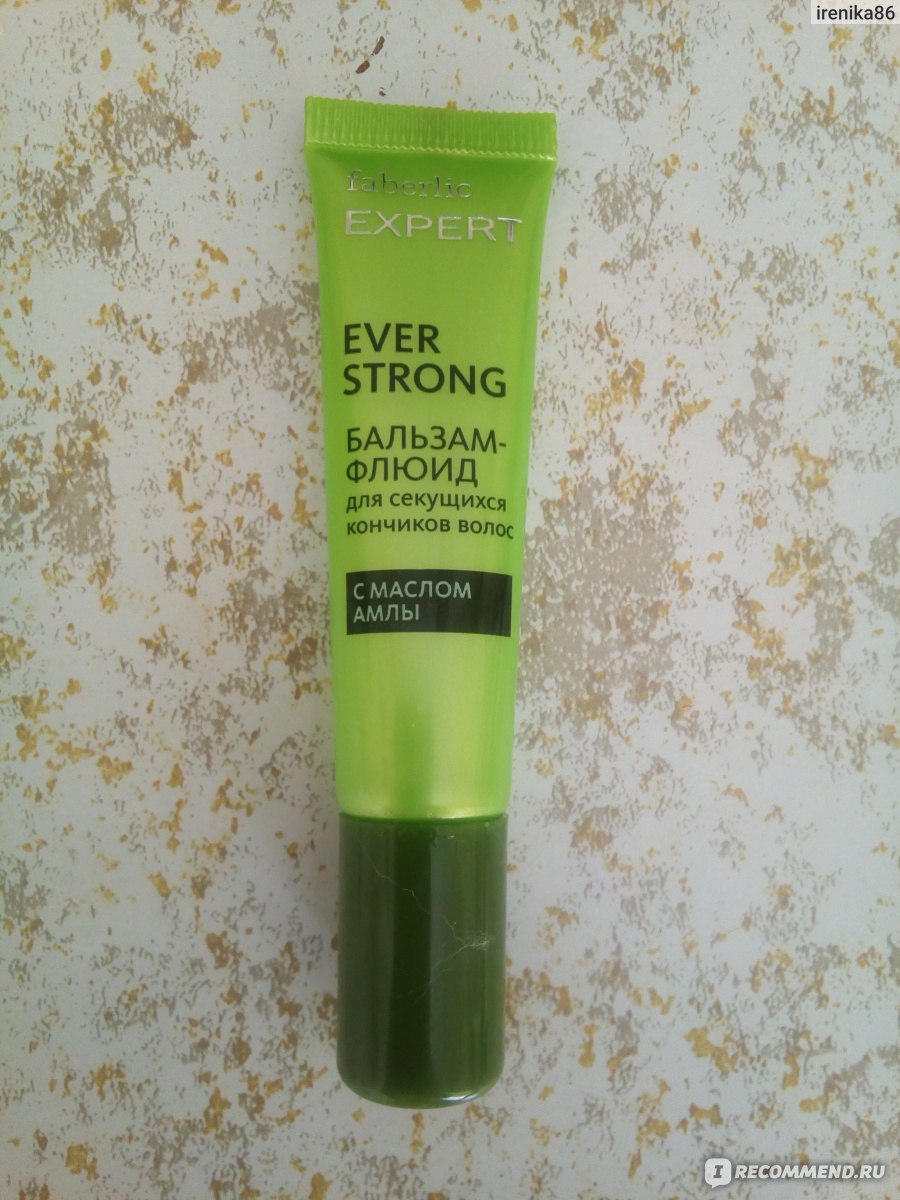 irenika86
faberlic
EXPERT
EVER
STRONG
БАЛЬЗАМ-
ФЛЮИД
для секущихся
кончиков волос
С МАСЛОМ
АМЛЫ
I RECOMMEND.RU